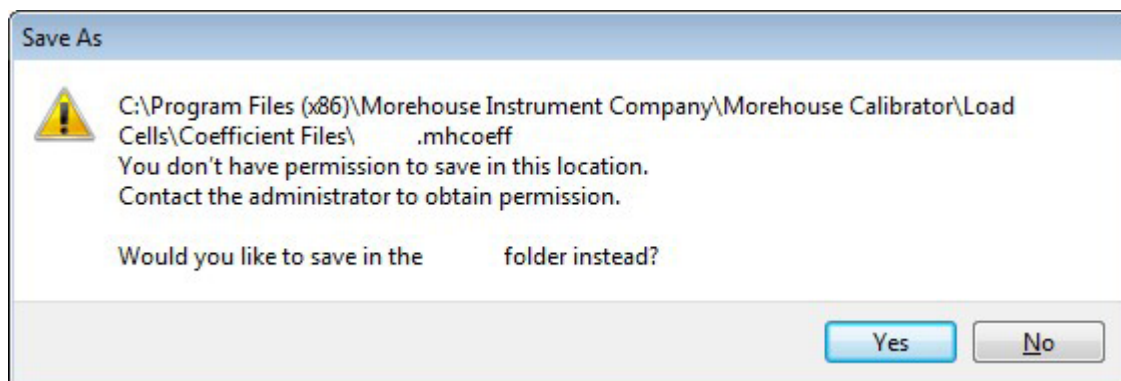 Save As
C:\Program Files (x86)\Morehouse Instrument Company\Morehouse Calibrator\Load
Cells\Coefficient Files\ .mhcoeff
You don't have permission to save in this location.
Contact the administrator to obtain permission.
Would you like to save in the folder instead?
Yes No